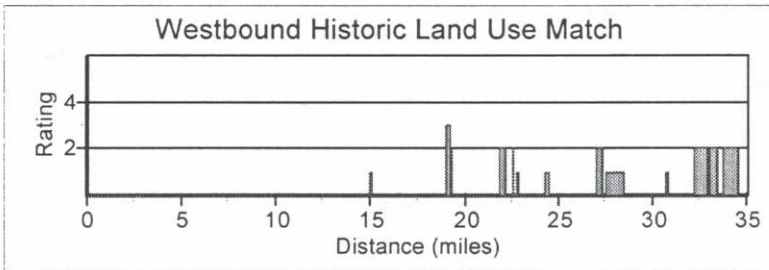 Westbound Historic Land Use Match
Rating
4
2
0 5 10 15 20 25 30 35
Distance (miles)